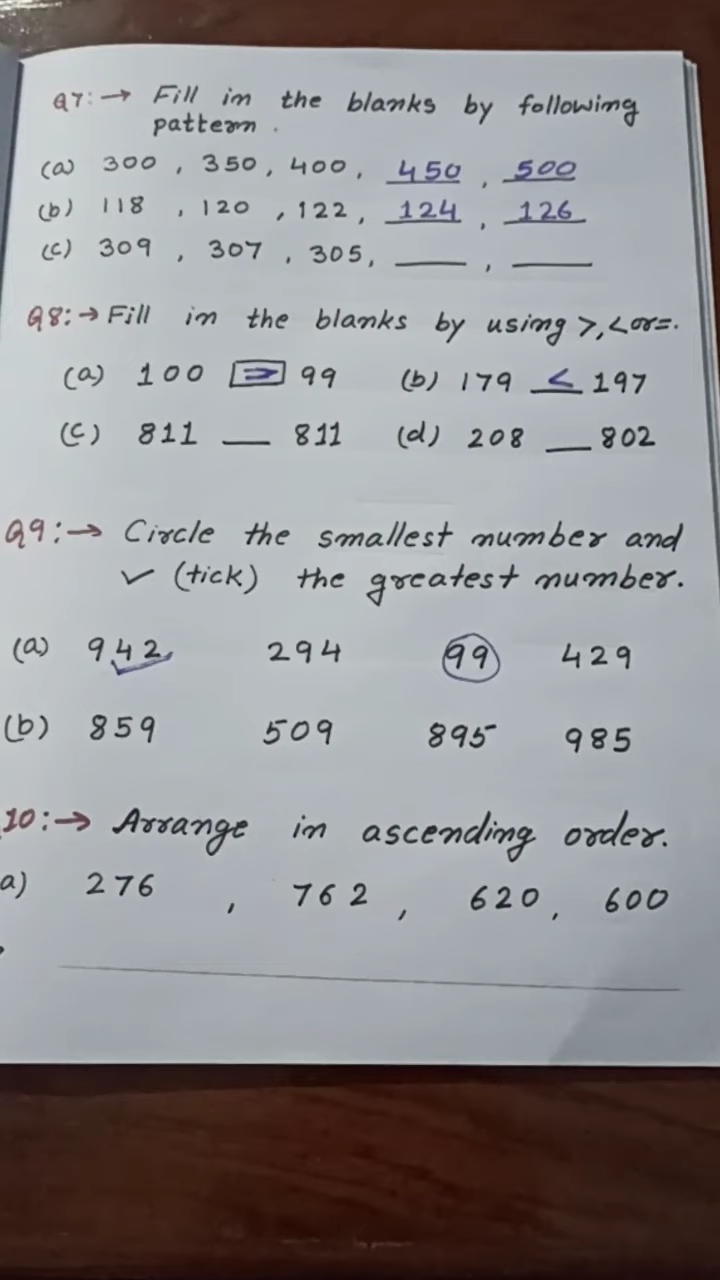 Q7:→ Fill in the blanks by following
pattern.
(a) 300, 350, 400, 450, 500
(b) 118, 120, 122, 124, 126
(c) 309, 307, 305, ____, ____
Q8:→ Fill in the blanks by using >, < or =.
(a) 100 > 99 (b) 179 < 197
(c) 811 __ 811 (d) 208 __ 802
Q9:→ Circle the smallest number and
✓ (tick) the greatest number.
(a) 942 294 99 429
(b) 859 509 895 985
10:→ Arrange in ascending order.
a) 276, 762, 620, 600